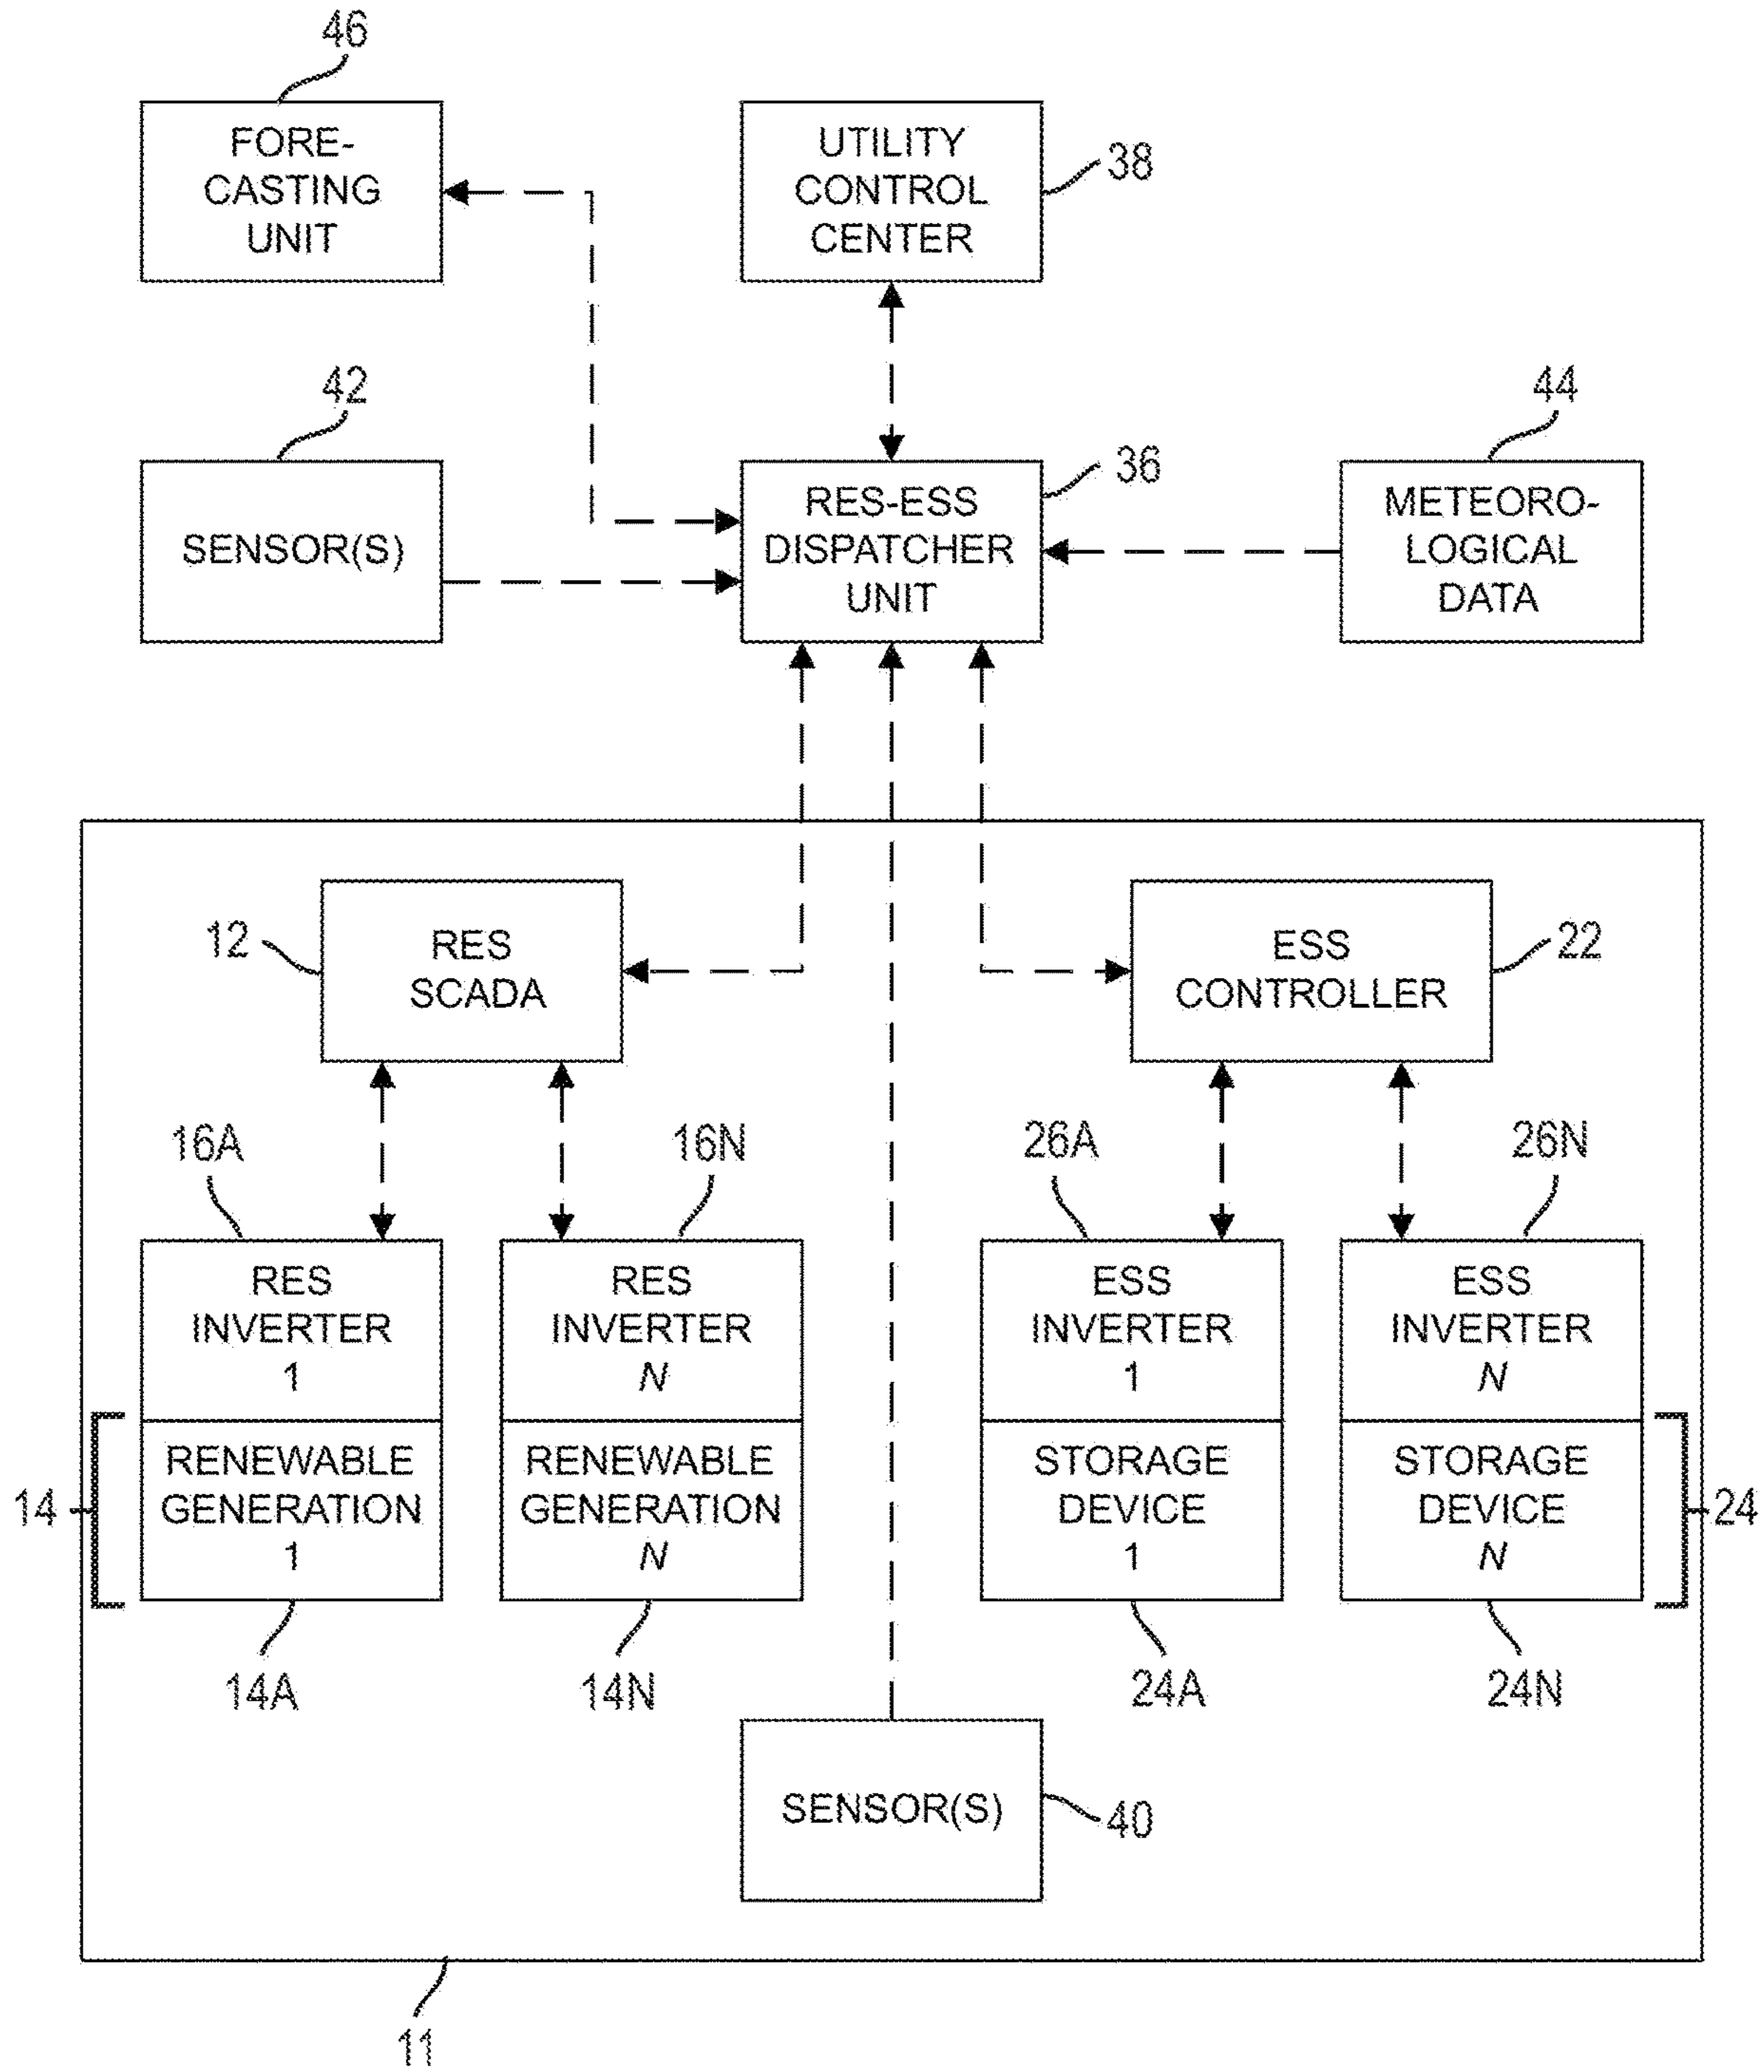 46
FORE-
CASTING
UNIT
UTILITY
CONTROL
CENTER
38
42
SENSOR(S)
RES-ESS
DISPATCHER
UNIT
36
44
METEORO-
LOGICAL
DATA
12
RES
SCADA
ESS
CONTROLLER
22
16A
16N
26A
26N
RES
INVERTER
1
RES
INVERTER
N
ESS
INVERTER
1
ESS
INVERTER
N
14
RENEWABLE
GENERATION
1
RENEWABLE
GENERATION
N
STORAGE
DEVICE
1
STORAGE
DEVICE
N
24
14A
14N
24A
24N
SENSOR(S)
40
11